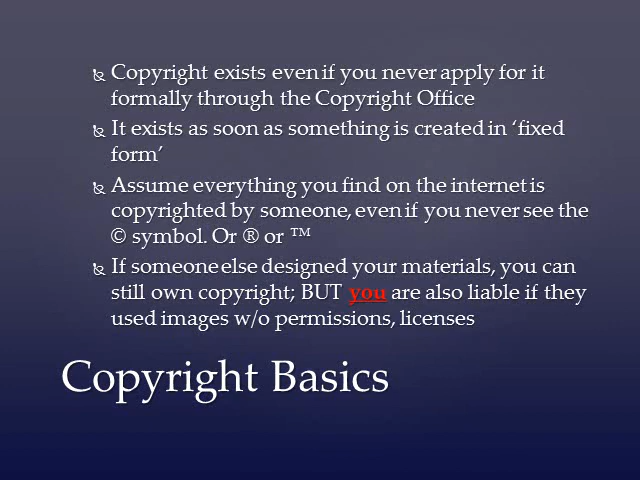 Copyright exists even if you never apply for it
formally through the Copyright Office
It exists as soon as something is created in ‘fixed
form’
Assume everything you find on the internet is
copyrighted by someone, even if you never see the
© symbol. Or ® or ™
If someone else designed your materials, you can
still own copyright; BUT you are also liable if they
used images w/o permissions, licenses
Copyright Basics